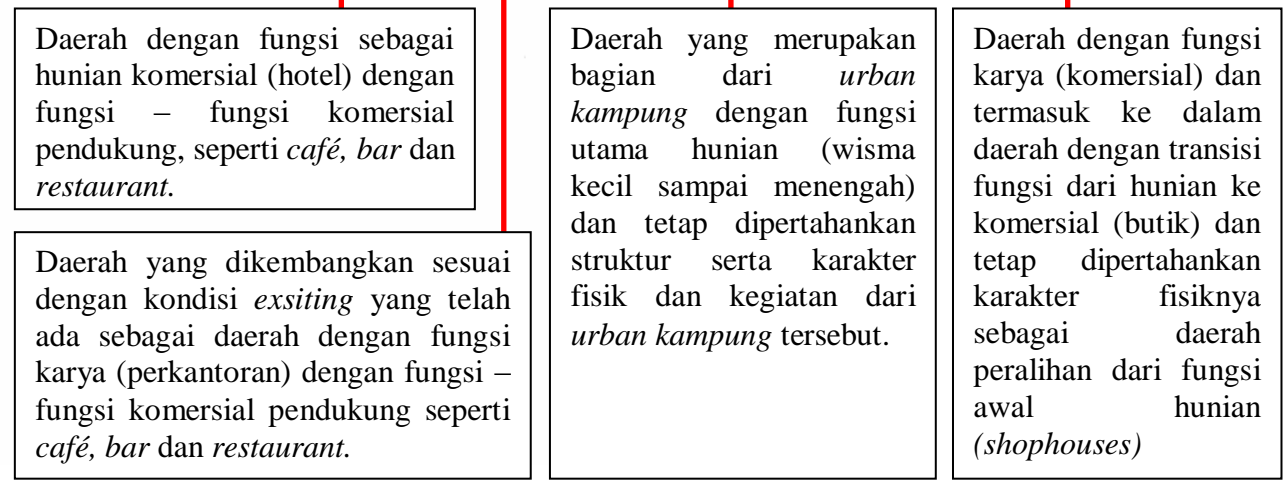 Daerah dengan fungsi sebagai
hunian komersial (hotel) dengan
fungsi – fungsi komersial
pendukung, seperti café, bar dan
restaurant.
Daerah yang dikembangkan sesuai
dengan kondisi exsiting yang telah
ada sebagai daerah dengan fungsi
karya (perkantoran) dengan fungsi –
fungsi komersial pendukung seperti
café, bar dan restaurant.
Daerah yang merupakan
bagian dari urban
kampung dengan fungsi
utama hunian (wisma
kecil sampai menengah)
dan tetap dipertahankan
struktur serta karakter
fisik dan kegiatan dari
urban kampung tersebut.
Daerah dengan fungsi
karya (komersial) dan
termasuk ke dalam
daerah dengan transisi
fungsi dari hunian ke
komersial (butik) dan
tetap dipertahankan
karakter fisiknya
sebagai daerah
peralihan dari fungsi
awal hunian
(shophouses)